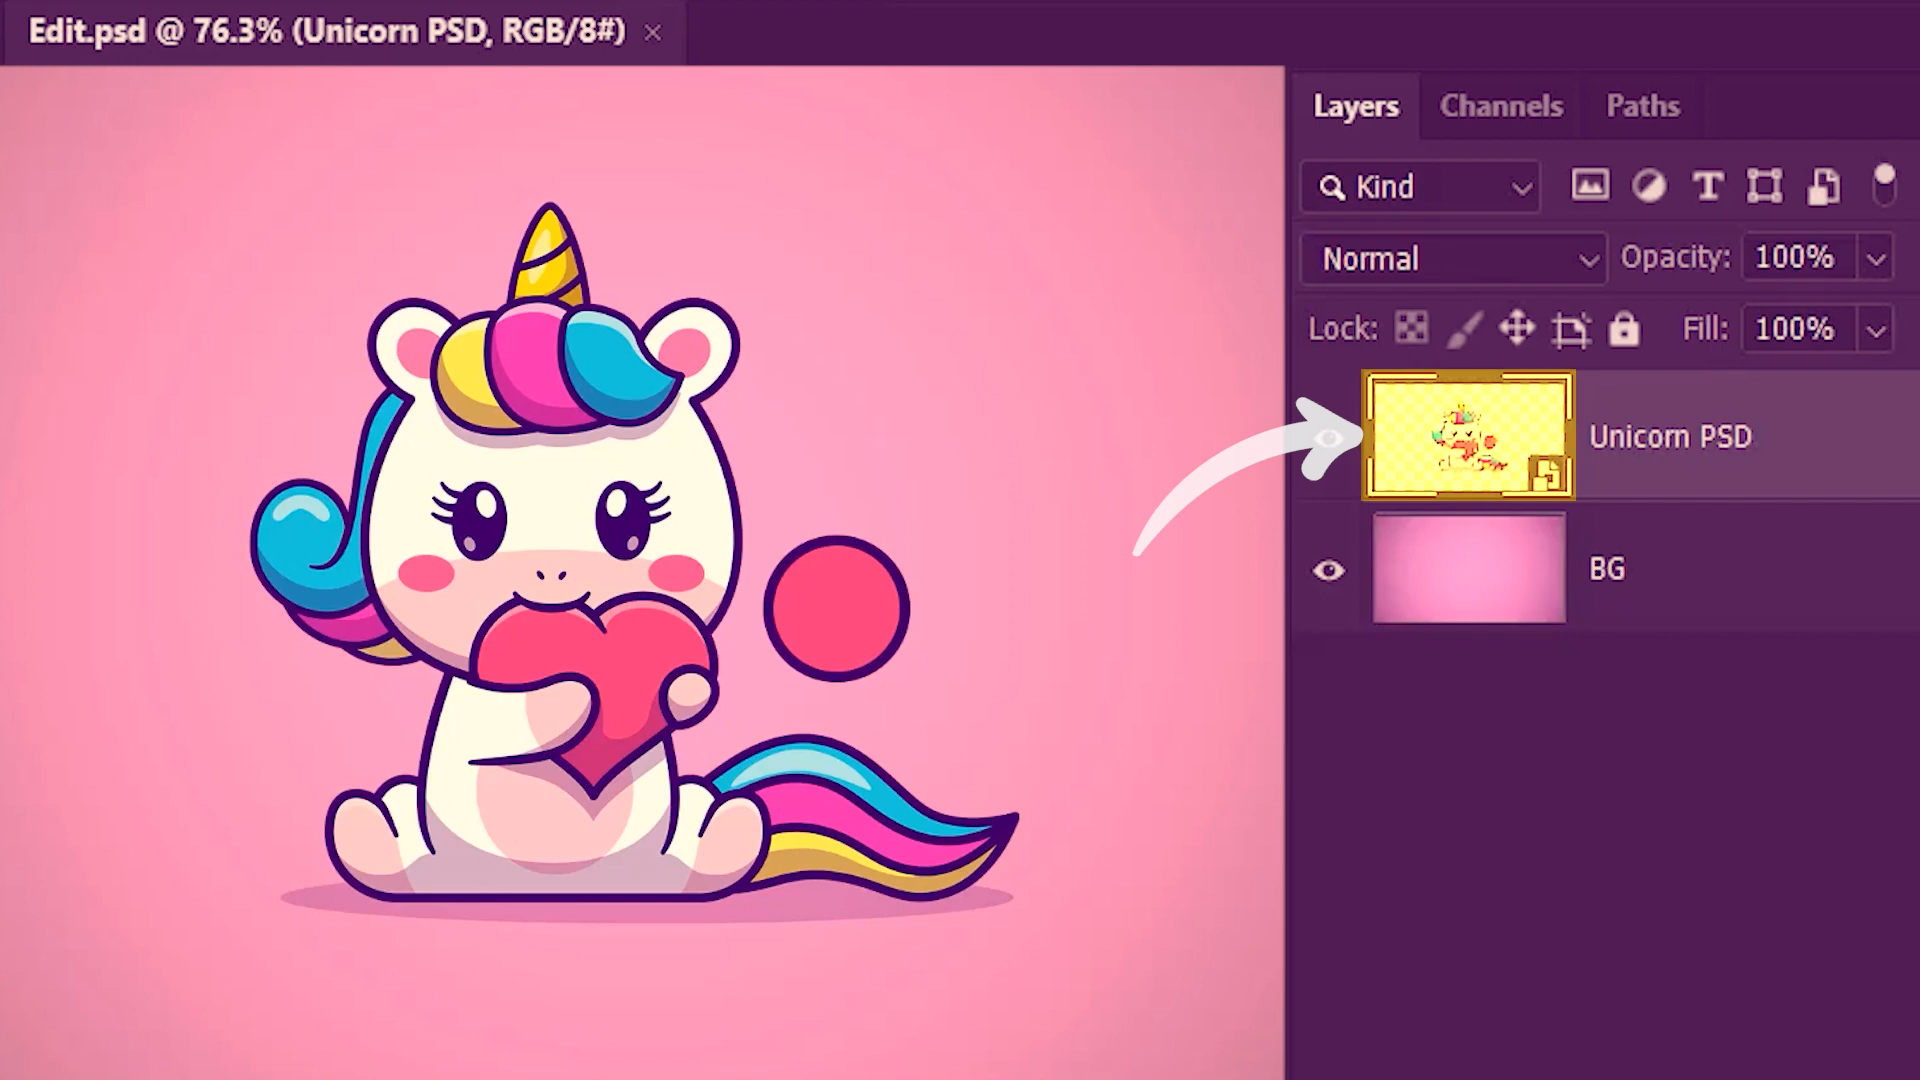 Edit.psd @ 76.3% (Unicorn PSD, RGB/8#) ×
Layers Channels Paths
Kind
Normal Opacity: 100%
Lock: Fill: 100%
Unicorn PSD
BG